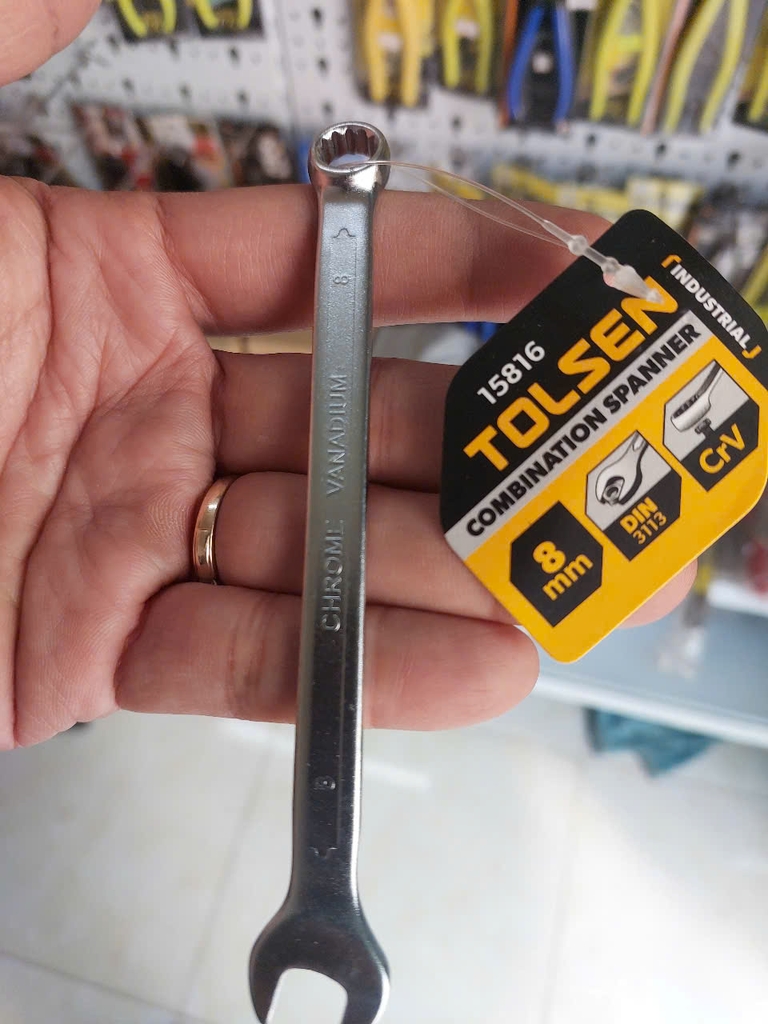 8
CHROME VANADIUM
8
INDUSTRIAL
15816
TOLSEN
COMBINATION SPANNER
8
mm
DIN
3113
CrV